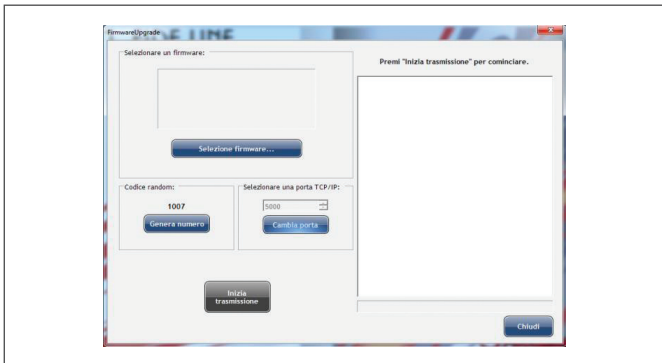 FirmwareUpgrade
Selezionare un firmware:
Selezione firmware...
Codice random:
1007
Genera numero
Selezionare una porta TCP/IP:
5000
Cambia porta
Inizia
trasmissione
Premi "Inizia trasmissione" per cominciare.
Chiudi